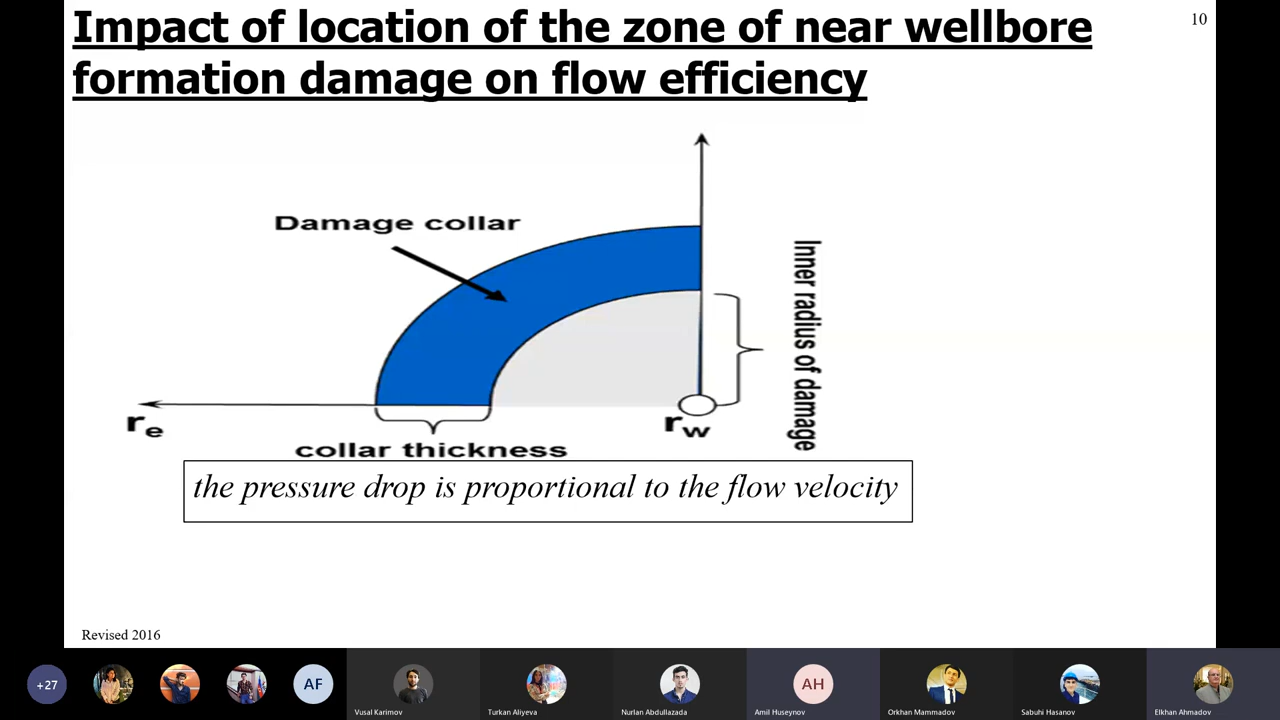 Impact of location of the zone of near wellbore
10
formation damage on flow efficiency
Damage collar
Inner radius of damage
re
rw
collar thickness
the pressure drop is proportional to the flow velocity
Revised 2016
+27
AF
AH
Vusal Karimov
Turkan Aliyeva
Nurlan Abdullazada
Amil Huseynov
Orkhan Mammadov
Sabuhi Hasanov
Elkhan Ahmadov